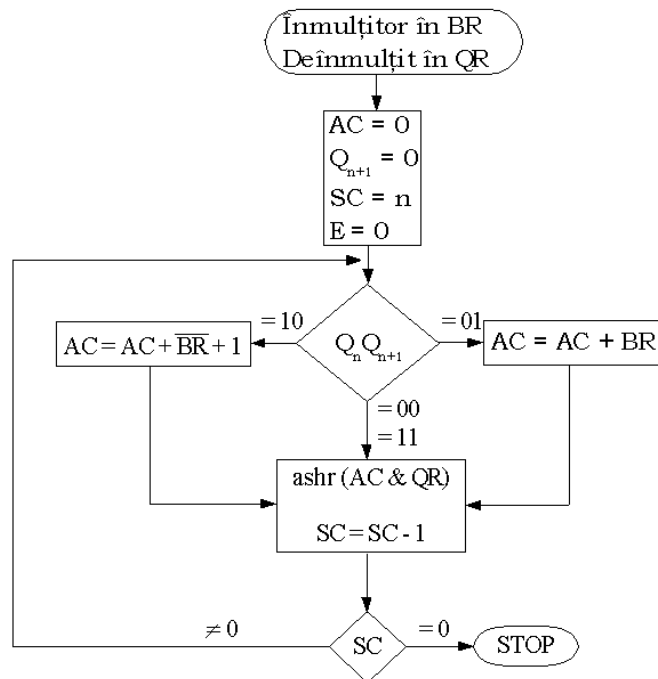 Înmulțitor în BR
Deînmulțit în QR
AC = 0
Qₙ₊₁ = 0
SC = n
E = 0
=10
=01
AC = AC + B̅R̅ + 1
QₙQₙ₊₁
AC = AC + BR
=00
=11
ashr (AC & QR)
SC = SC - 1
≠0
SC
=0
STOP